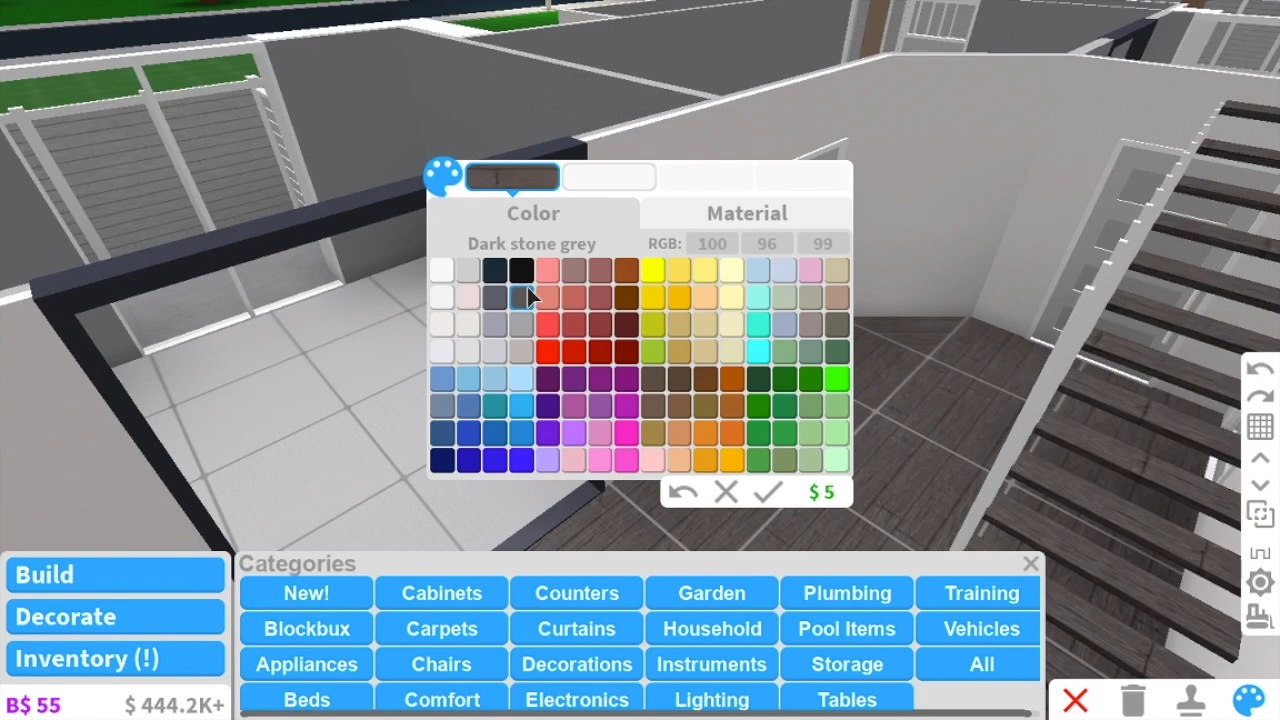 Color
Material
Dark stone grey
RGB: 100 96 99
$ 5
Categories
Build
Decorate
Inventory (!)
B$ 55
$ 444.2K+
New!
Cabinets
Counters
Garden
Plumbing
Training
Blockbux
Carpets
Curtains
Household
Pool Items
Vehicles
Appliances
Chairs
Decorations
Instruments
Storage
All
Beds
Comfort
Electronics
Lighting
Tables